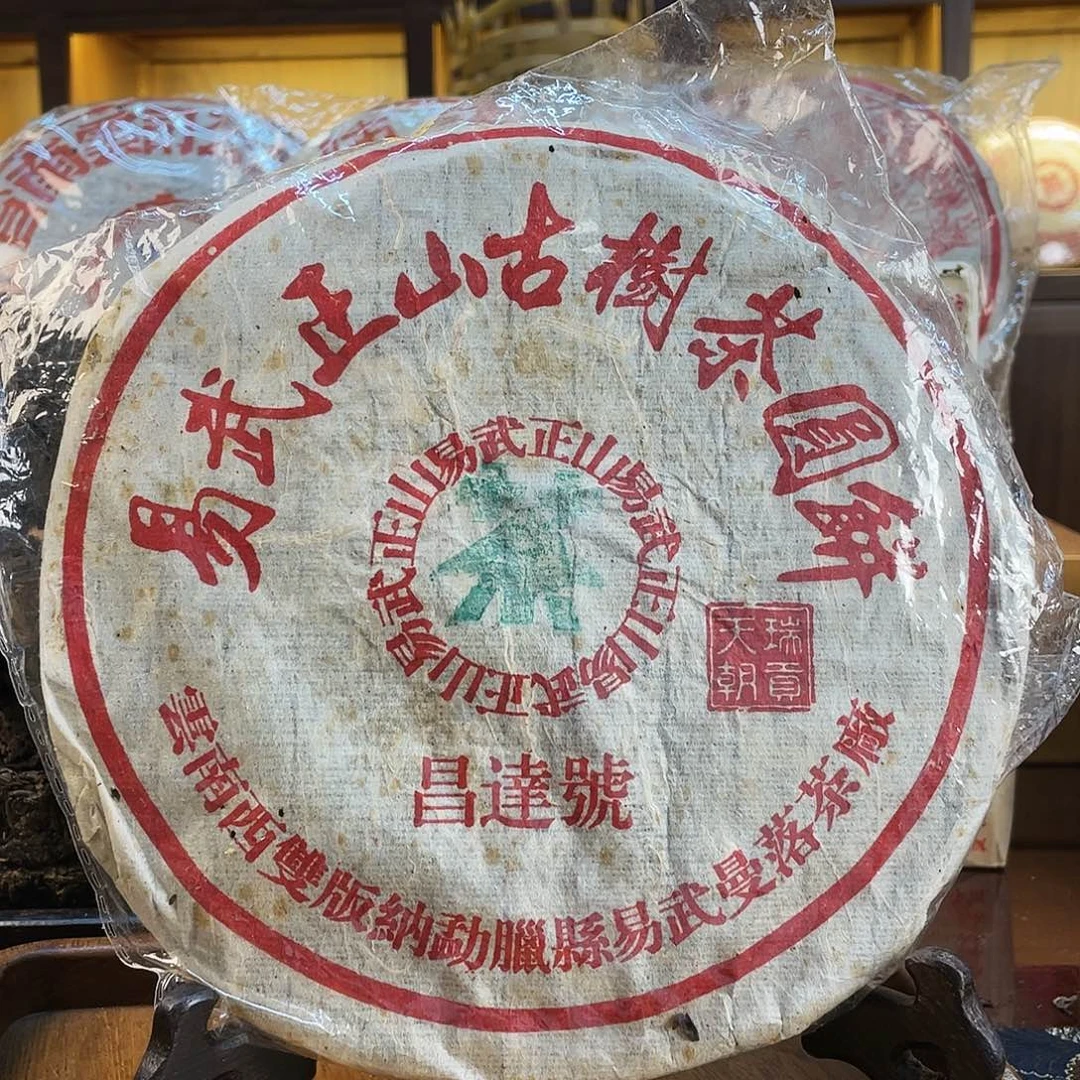 易武正山古樹茶圓餅
易武正山易武正山易武正山易武正山
茶
瑞貢
天朝
昌達號
雲南西雙版納勐臘縣易武曼落茶廠